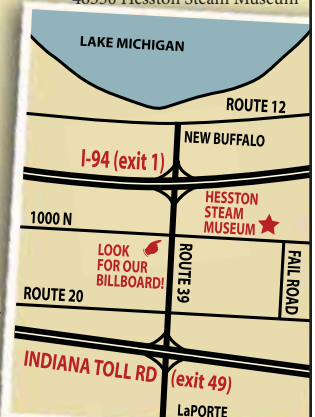 Hesston Steam Museum
LAKE MICHIGAN
ROUTE 12
NEW BUFFALO
I-94 (exit 1)
HESSTON
STEAM
MUSEUM
1000 N
LOOK
FOR OUR
BILLBOARD!
ROUTE 39
FAIL ROAD
ROUTE 20
INDIANA TOLL RD (exit 49)
LaPORTE